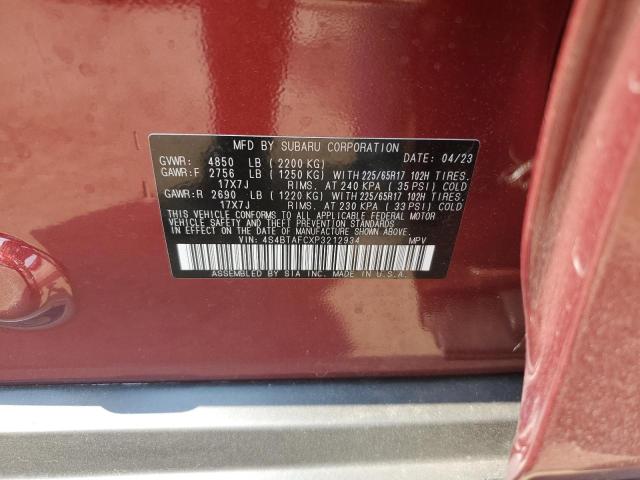 MFD BY SUBARU CORPORATION DATE: 04/23
GVWR: 4850 LB (2200 KG)
GAWR:F 2756 LB (1250 KG) WITH 225/65R17 102H TIRES.
17X7J RIMS. AT 240 KPA (35 PSI) COLD
GAWR:R 2690 LB (1220 KG) WITH 225/65R17 102H TIRES.
17X7J RIMS. AT 230 KPA (33 PSI) COLD
THIS VEHICLE CONFORMS TO ALL APPLICABLE FEDERAL MOTOR
VEHICLE SAFETY AND THEFT PREVENTION STANDARDS
IN EFFECT ON THE DATE OF MANUFACTURE SHOWN ABOVE.
VIN: 4S4BTAFCXP3212934 MPV
ASSEMBLED BY SIA INC. MADE IN U.S.A.